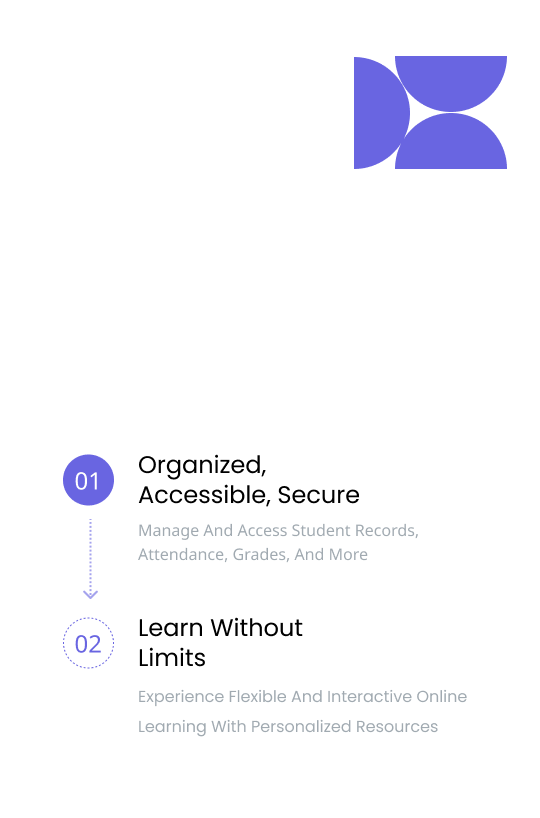 01
Organized,
Accessible, Secure
Manage And Access Student Records,
Attendance, Grades, And More
02
Learn Without
Limits
Experience Flexible And Interactive Online
Learning With Personalized Resources